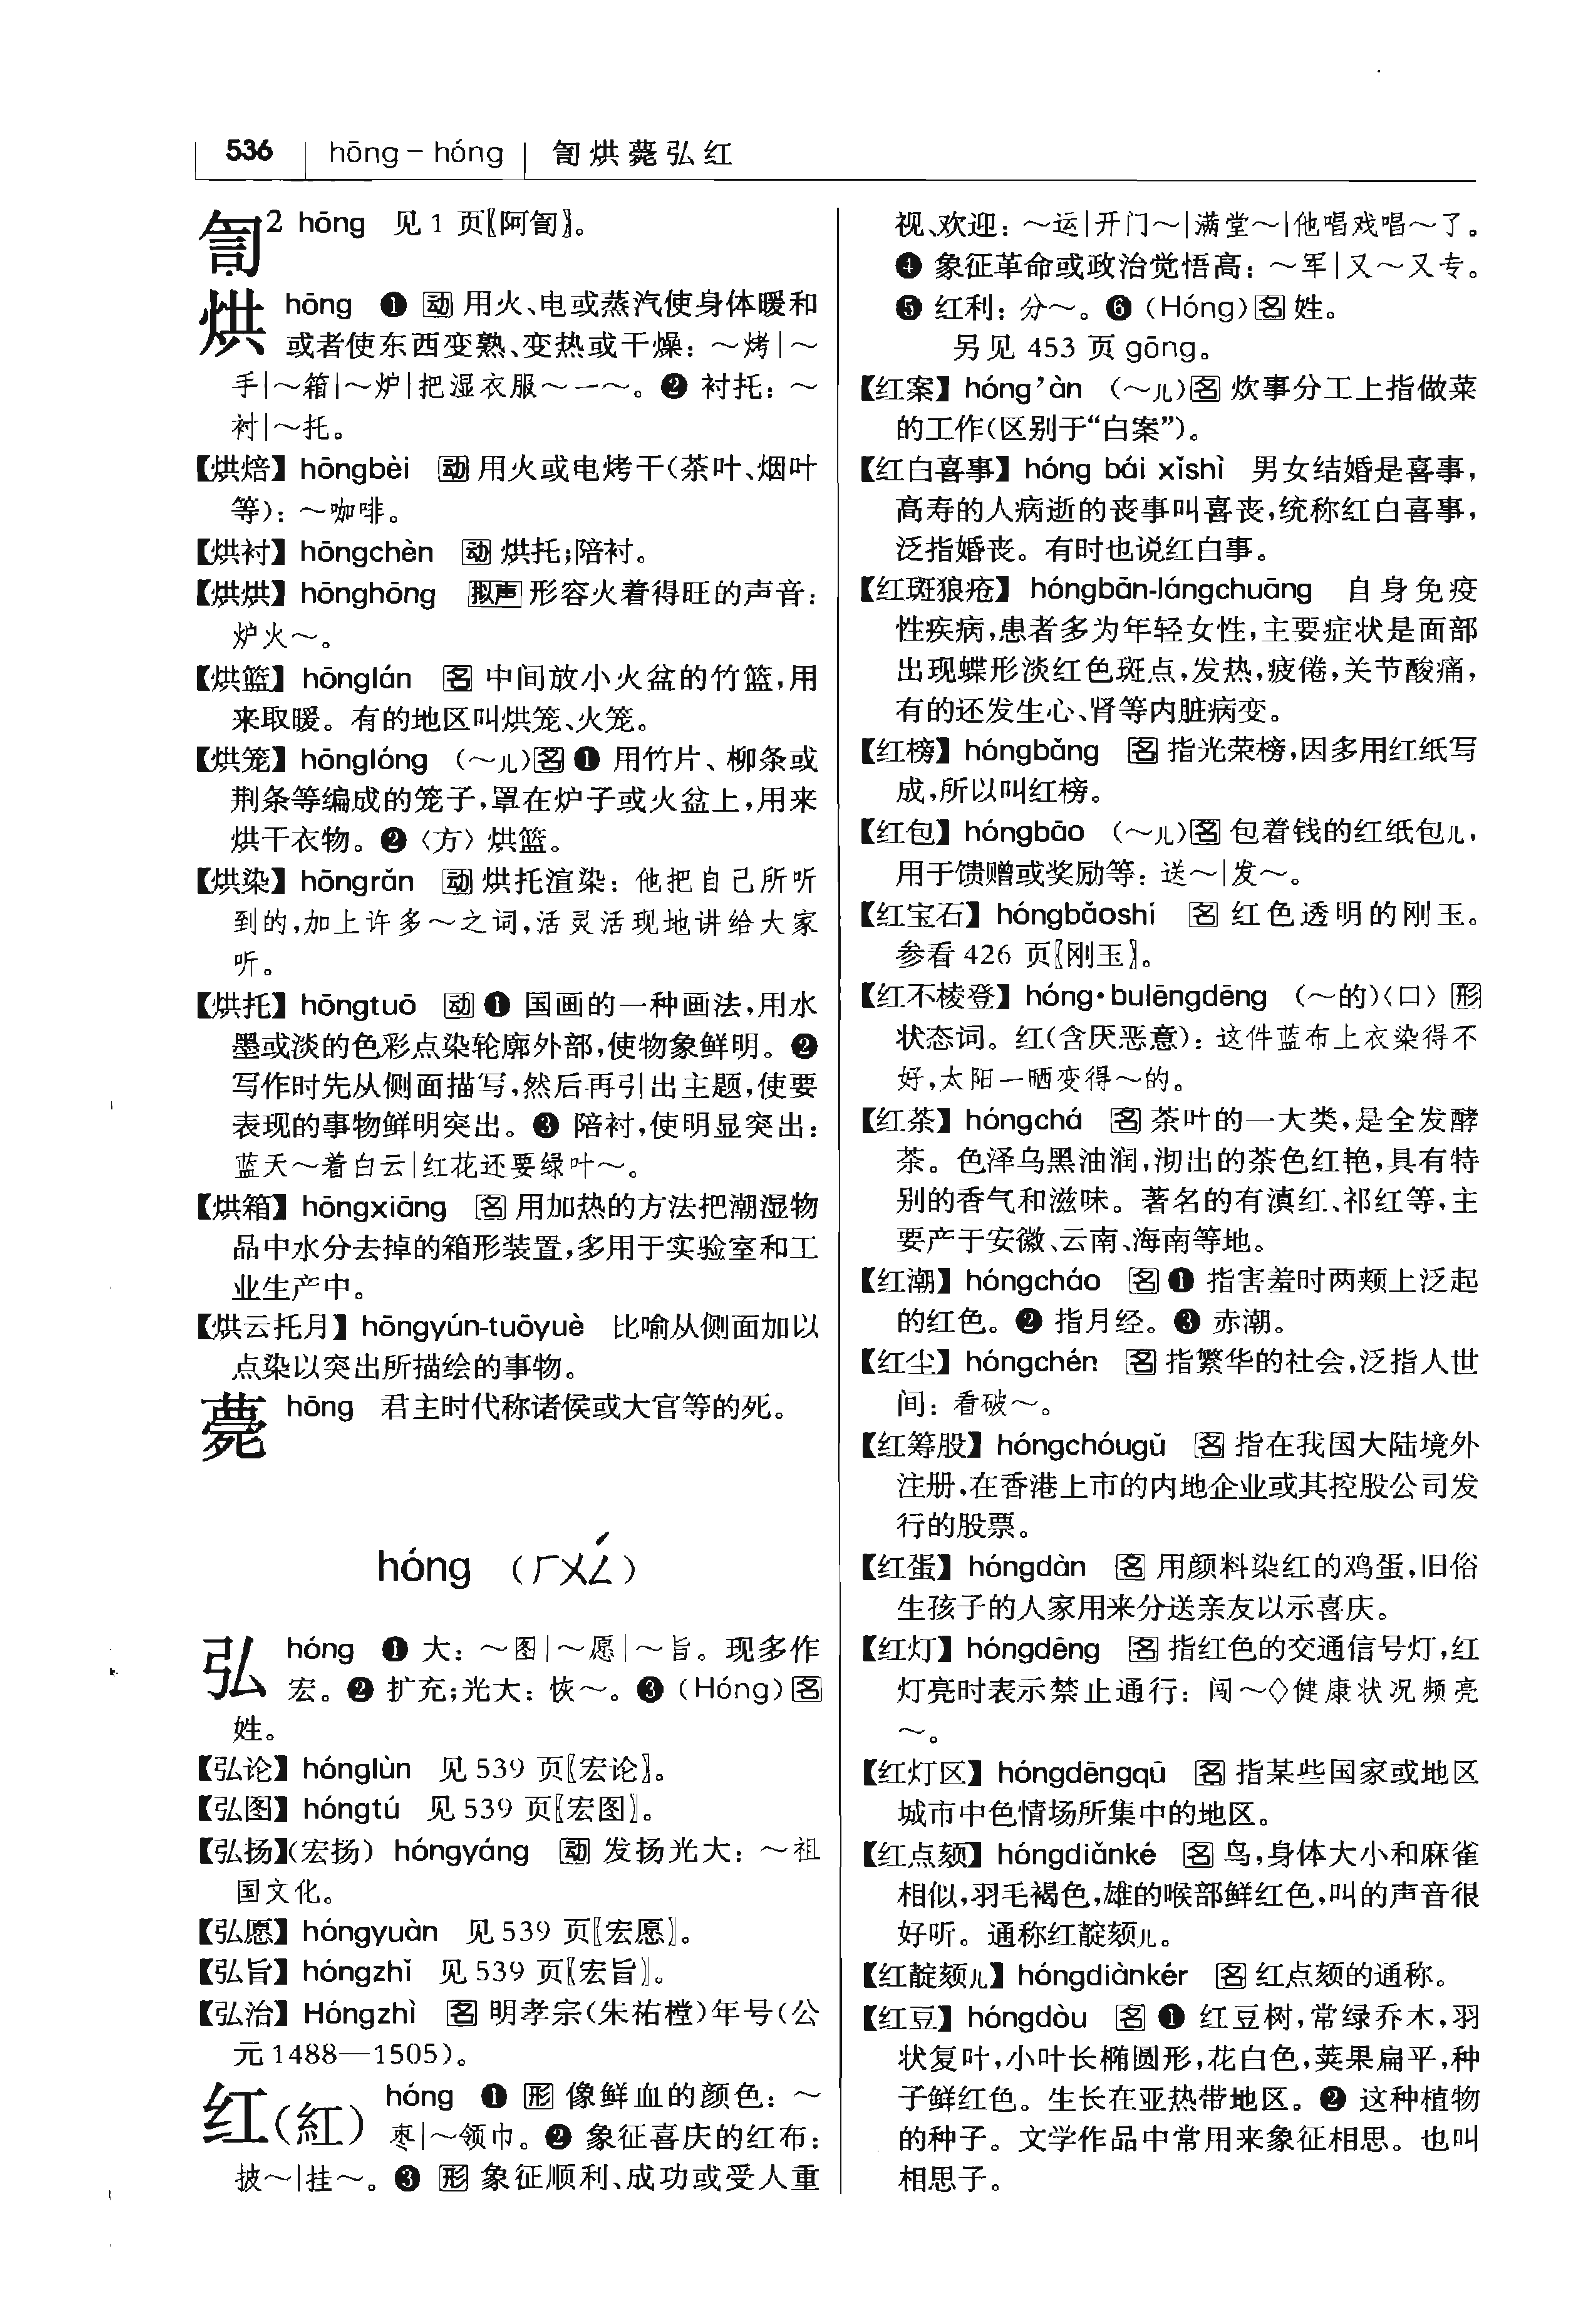 536 hōng – hóng 訇烘薨弘红
訇2 hōng 见1页〖阿訇〗。
烘 hōng ❶ 动 用火、电或蒸汽使身体暖和
或者使东西变熟、变热或干燥：～烤|～
手|～箱|～炉|把湿衣服～一～。❷ 衬托：～
衬|～托。
【烘焙】hōngbèi 动 用火或电烤干(茶叶、烟叶
等)：～咖啡。
【烘衬】hōngchèn 动 烘托;陪衬。
【烘烘】hōnghōng 拟声 形容火着得旺的声音：
炉火～。
【烘篮】hōnglán 名 中间放小火盆的竹篮,用
来取暖。有的地区叫烘笼、火笼。
【烘笼】hōnglóng (～儿)名 ❶ 用竹片、柳条或
荆条等编成的笼子,罩在炉子或火盆上,用来
烘干衣物。❷〈方〉烘篮。
【烘染】hōngrǎn 动 烘托渲染：他把自己所听
到的,加上许多～之词,活灵活现地讲给大家
听。
【烘托】hōngtuō 动 ❶ 国画的一种画法,用水
墨或淡的色彩点染轮廓外部,使物象鲜明。❷
写作时先从侧面描写,然后再引出主题,使要
表现的事物鲜明突出。❸ 陪衬,使明显突出：
蓝天～着白云|红花还要绿叶～。
【烘箱】hōngxiāng 名 用加热的方法把潮湿物
品中水分去掉的箱形装置,多用于实验室和工
业生产中。
【烘云托月】hōngyún-tuōyuè 比喻从侧面加以
点染以突出所描绘的事物。
薨 hōng 君主时代称诸侯或大官等的死。
hóng (ㄏㄨㄥˊ)
弘 hóng ❶ 大：～图|～愿|～旨。现多作
宏。❷ 扩充;光大：恢～。❸ (Hóng)名
姓。
【弘论】hónglùn 见539页〖宏论〗。
【弘图】hóngtú 见539页〖宏图〗。
【弘扬】(宏扬) hóngyáng 动 发扬光大：～祖
国文化。
【弘愿】hóngyuàn 见539页〖宏愿〗。
【弘旨】hóngzhǐ 见539页〖宏旨〗。
【弘治】Hóngzhì 名 明孝宗(朱祐樘)年号(公
元1488—1505)。
红(紅) hóng ❶ 形 像鲜血的颜色：～
枣|～领巾。❷ 象征喜庆的红布：
披～|挂～。❸ 形 象征顺利、成功或受人重
视、欢迎：～运|开门～|满堂～|他唱戏唱～了。
❹ 象征革命或政治觉悟高：～军|又～又专。
❺ 红利：分～。❻ (Hóng)名 姓。
另见453页gōng。
【红案】hóng’àn (～儿)名 炊事分工上指做菜
的工作(区别于“白案”)。
【红白喜事】hóng bái xǐshì 男女结婚是喜事,
高寿的人病逝的丧事叫喜丧,统称红白喜事,
泛指婚丧。有时也说红白事。
【红斑狼疮】hóngbān-lángchuāng 自身免疫
性疾病,患者多为年轻女性,主要症状是面部
出现蝶形淡红色斑点,发热,疲倦,关节酸痛,
有的还发生心、肾等内脏病变。
【红榜】hóngbǎng 名 指光荣榜,因多用红纸写
成,所以叫红榜。
【红包】hóngbāo (～儿)名 包着钱的红纸包儿,
用于馈赠或奖励等：送～|发～。
【红宝石】hóngbǎoshí 名 红色透明的刚玉。
参看426页〖刚玉〗。
【红不棱登】hóng·bulēngdēng (～的)〈口〉形
状态词。红(含厌恶意)：这件蓝布上衣染得不
好,太阳一晒变得～的。
【红茶】hóngchá 名 茶叶的一大类,是全发酵
茶。色泽乌黑油润,沏出的茶色红艳,具有特
别的香气和滋味。著名的有滇红、祁红等,主
要产于安徽、云南、海南等地。
【红潮】hóngcháo 名 ❶ 指害羞时两颊上泛起
的红色。❷ 指月经。❸ 赤潮。
【红尘】hóngchén 名 指繁华的社会,泛指人世
间：看破～。
【红筹股】hóngchóugǔ 名 指在我国大陆境外
注册,在香港上市的内地企业或其控股公司发
行的股票。
【红蛋】hóngdàn 名 用颜料染红的鸡蛋,旧俗
生孩子的人家用来分送亲友以示喜庆。
【红灯】hóngdēng 名 指红色的交通信号灯,红
灯亮时表示禁止通行：闯～◇健康状况频亮
～。
【红灯区】hóngdēngqū 名 指某些国家或地区
城市中色情场所集中的地区。
【红点颏】hóngdiǎnké 名 鸟,身体大小和麻雀
相似,羽毛褐色,雄的喉部鲜红色,叫的声音很
好听。通称红靛颏儿。
【红靛颏儿】hóngdiànkér 名 红点颏的通称。
【红豆】hóngdòu 名 ❶ 红豆树,常绿乔木,羽
状复叶,小叶长椭圆形,花白色,荚果扁平,种
子鲜红色。生长在亚热带地区。❷ 这种植物
的种子。文学作品中常用来象征相思。也叫
相思子。